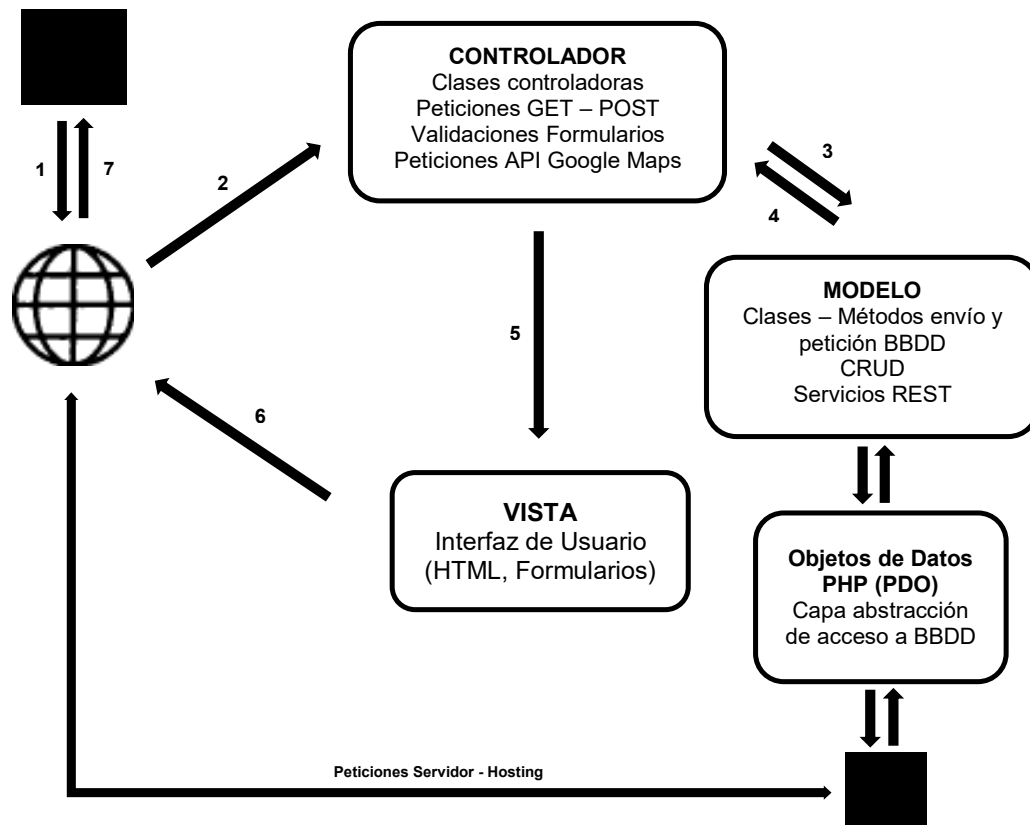 CONTROLADOR
Clases controladoras
Peticiones GET – POST
Validaciones Formularios
Peticiones API Google Maps
1
7
2
3
4
MODELO
Clases – Métodos envío y
petición BBDD
CRUD
Servicios REST
5
6
VISTA
Interfaz de Usuario
(HTML, Formularios)
Objetos de Datos
PHP (PDO)
Capa abstracción
de acceso a BBDD
Peticiones Servidor - Hosting